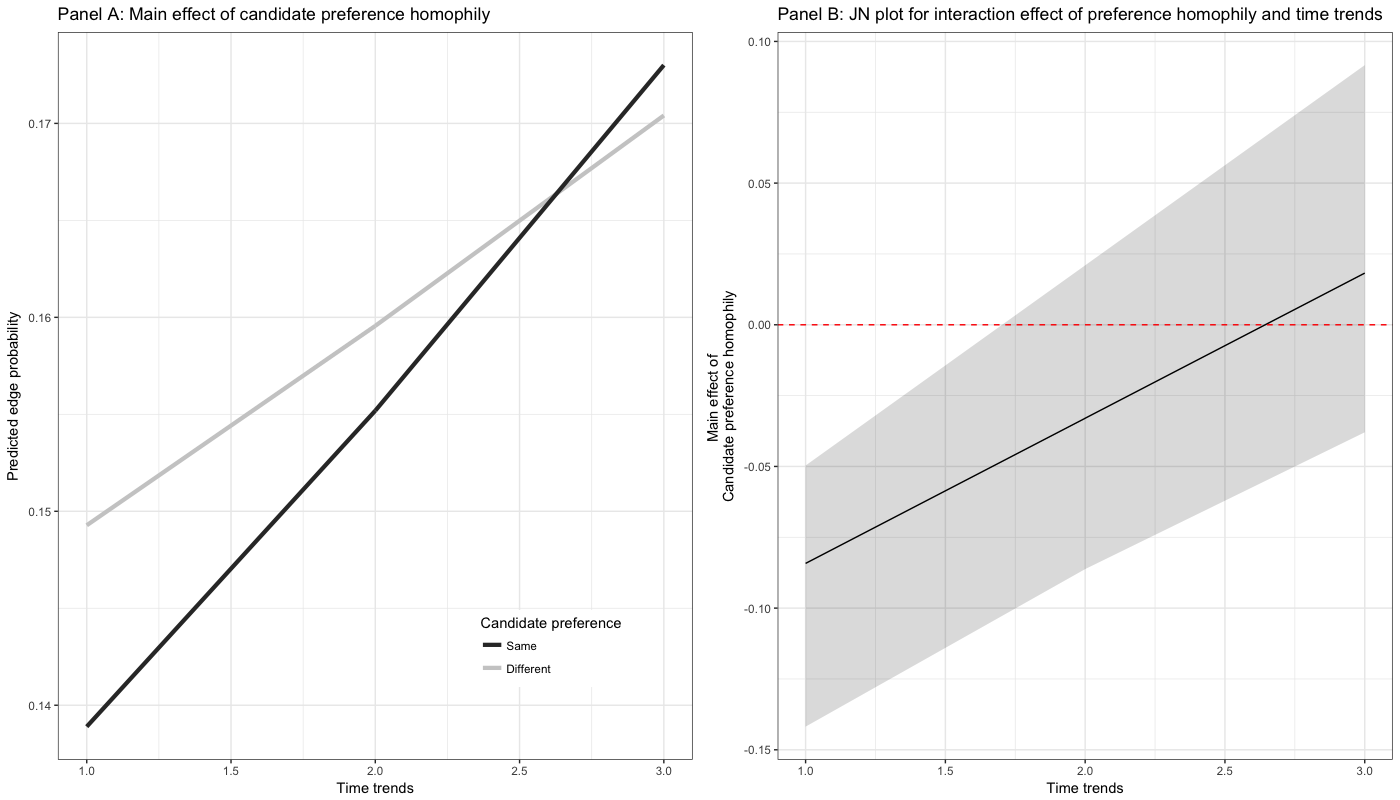 Panel A: Main effect of candidate preference homophily
Predicted edge probability
0.17
0.16
0.15
0.14
Candidate preference
Same
Different
1.0 1.5 2.0 2.5 3.0
Time trends
Panel B: JN plot for interaction effect of preference homophily and time trends
Main effect of
Candidate preference homophily
0.10
0.05
0.00
-0.05
-0.10
-0.15
1.0 1.5 2.0 2.5 3.0
Time trends